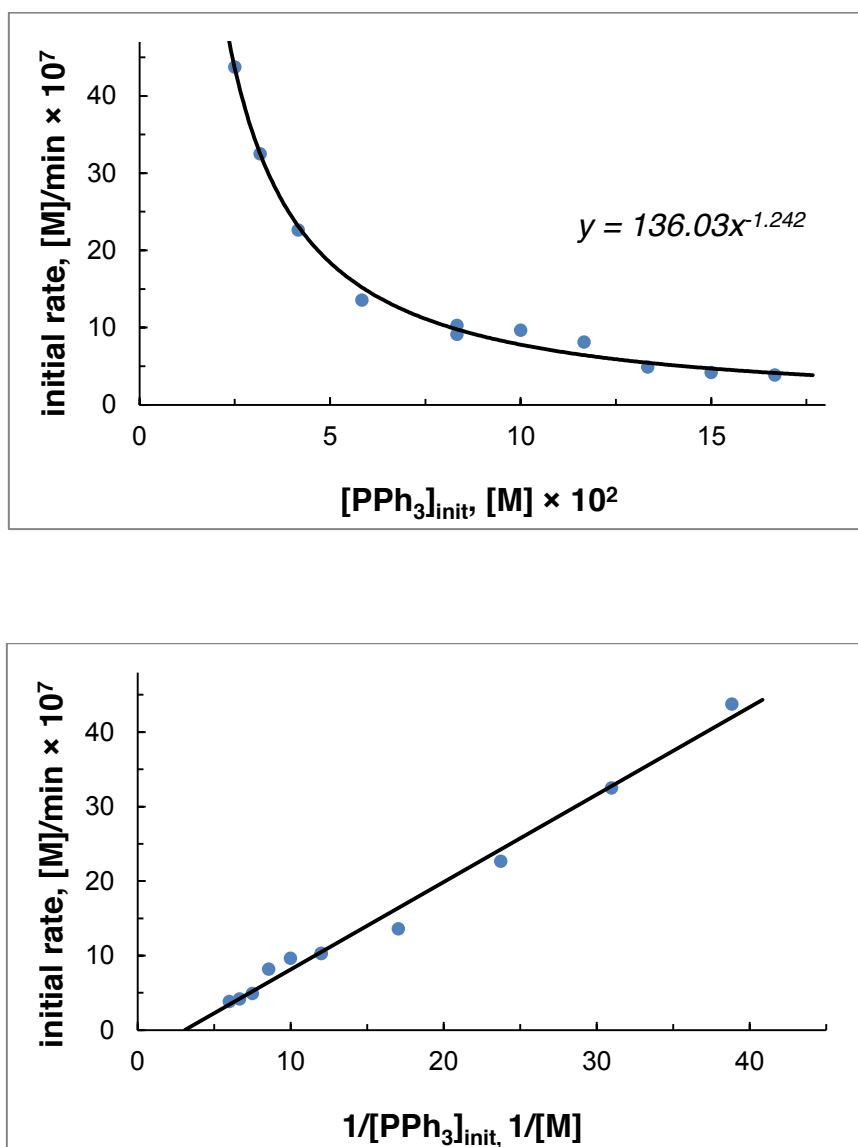 initial rate, [M]/min × 10⁷
40
30
20
10
0
y = 136.03x⁻¹·²⁴²
0 5 10 15
[PPh₃]init, [M] × 10²
initial rate, [M]/min × 10⁷
40
30
20
10
0
0 10 20 30 40
1/[PPh₃]init, 1/[M]